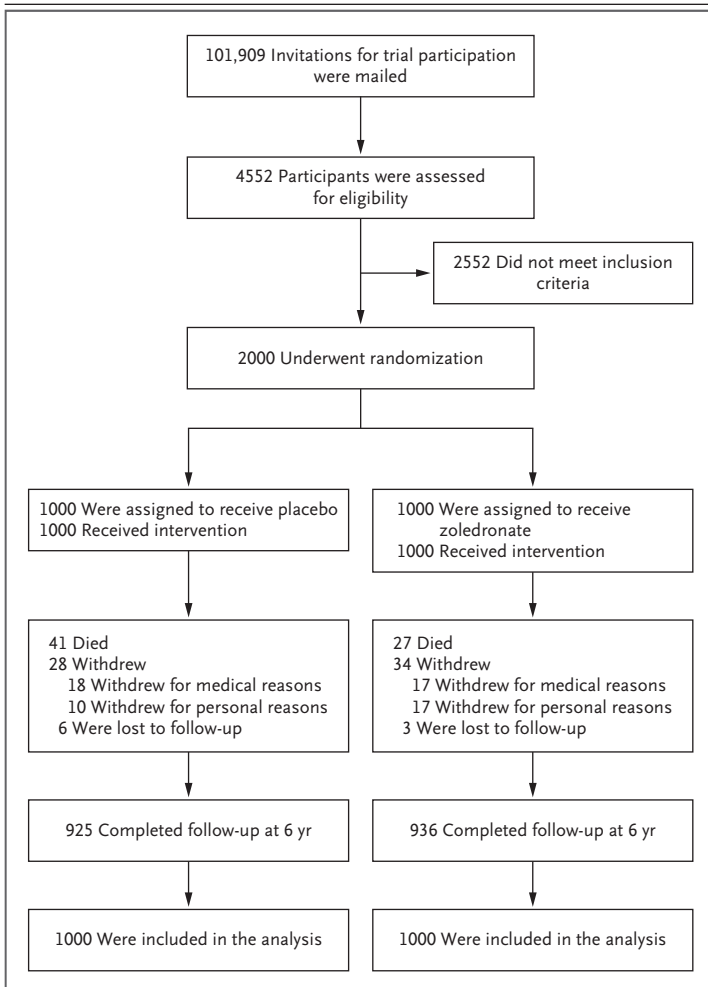 101,909 Invitations for trial participation
were mailed
4552 Participants were assessed
for eligibility
2552 Did not meet inclusion
criteria
2000 Underwent randomization
1000 Were assigned to receive placebo
1000 Received intervention
1000 Were assigned to receive
zoledronate
1000 Received intervention
41 Died
28 Withdrew
18 Withdrew for medical reasons
10 Withdrew for personal reasons
6 Were lost to follow-up
27 Died
34 Withdrew
17 Withdrew for medical reasons
17 Withdrew for personal reasons
3 Were lost to follow-up
925 Completed follow-up at 6 yr
936 Completed follow-up at 6 yr
1000 Were included in the analysis
1000 Were included in the analysis